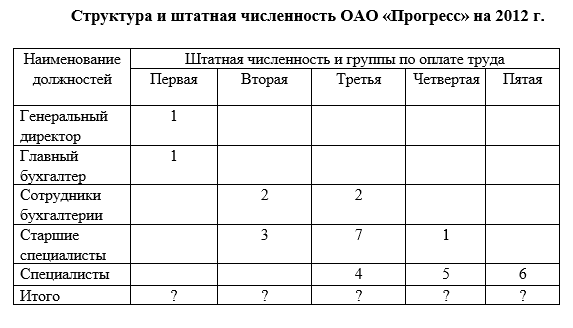 Структура и штатная численность ОАО «Прогресс» на 2012 г.
Наименование должностей Штатная численность и группы по оплате труда
Первая Вторая Третья Четвертая Пятая
Генеральный директор 1
Главный бухгалтер 1
Сотрудники бухгалтерии 2 2
Старшие специалисты 3 7 1
Специалисты 4 5 6
Итого ? ? ? ? ?